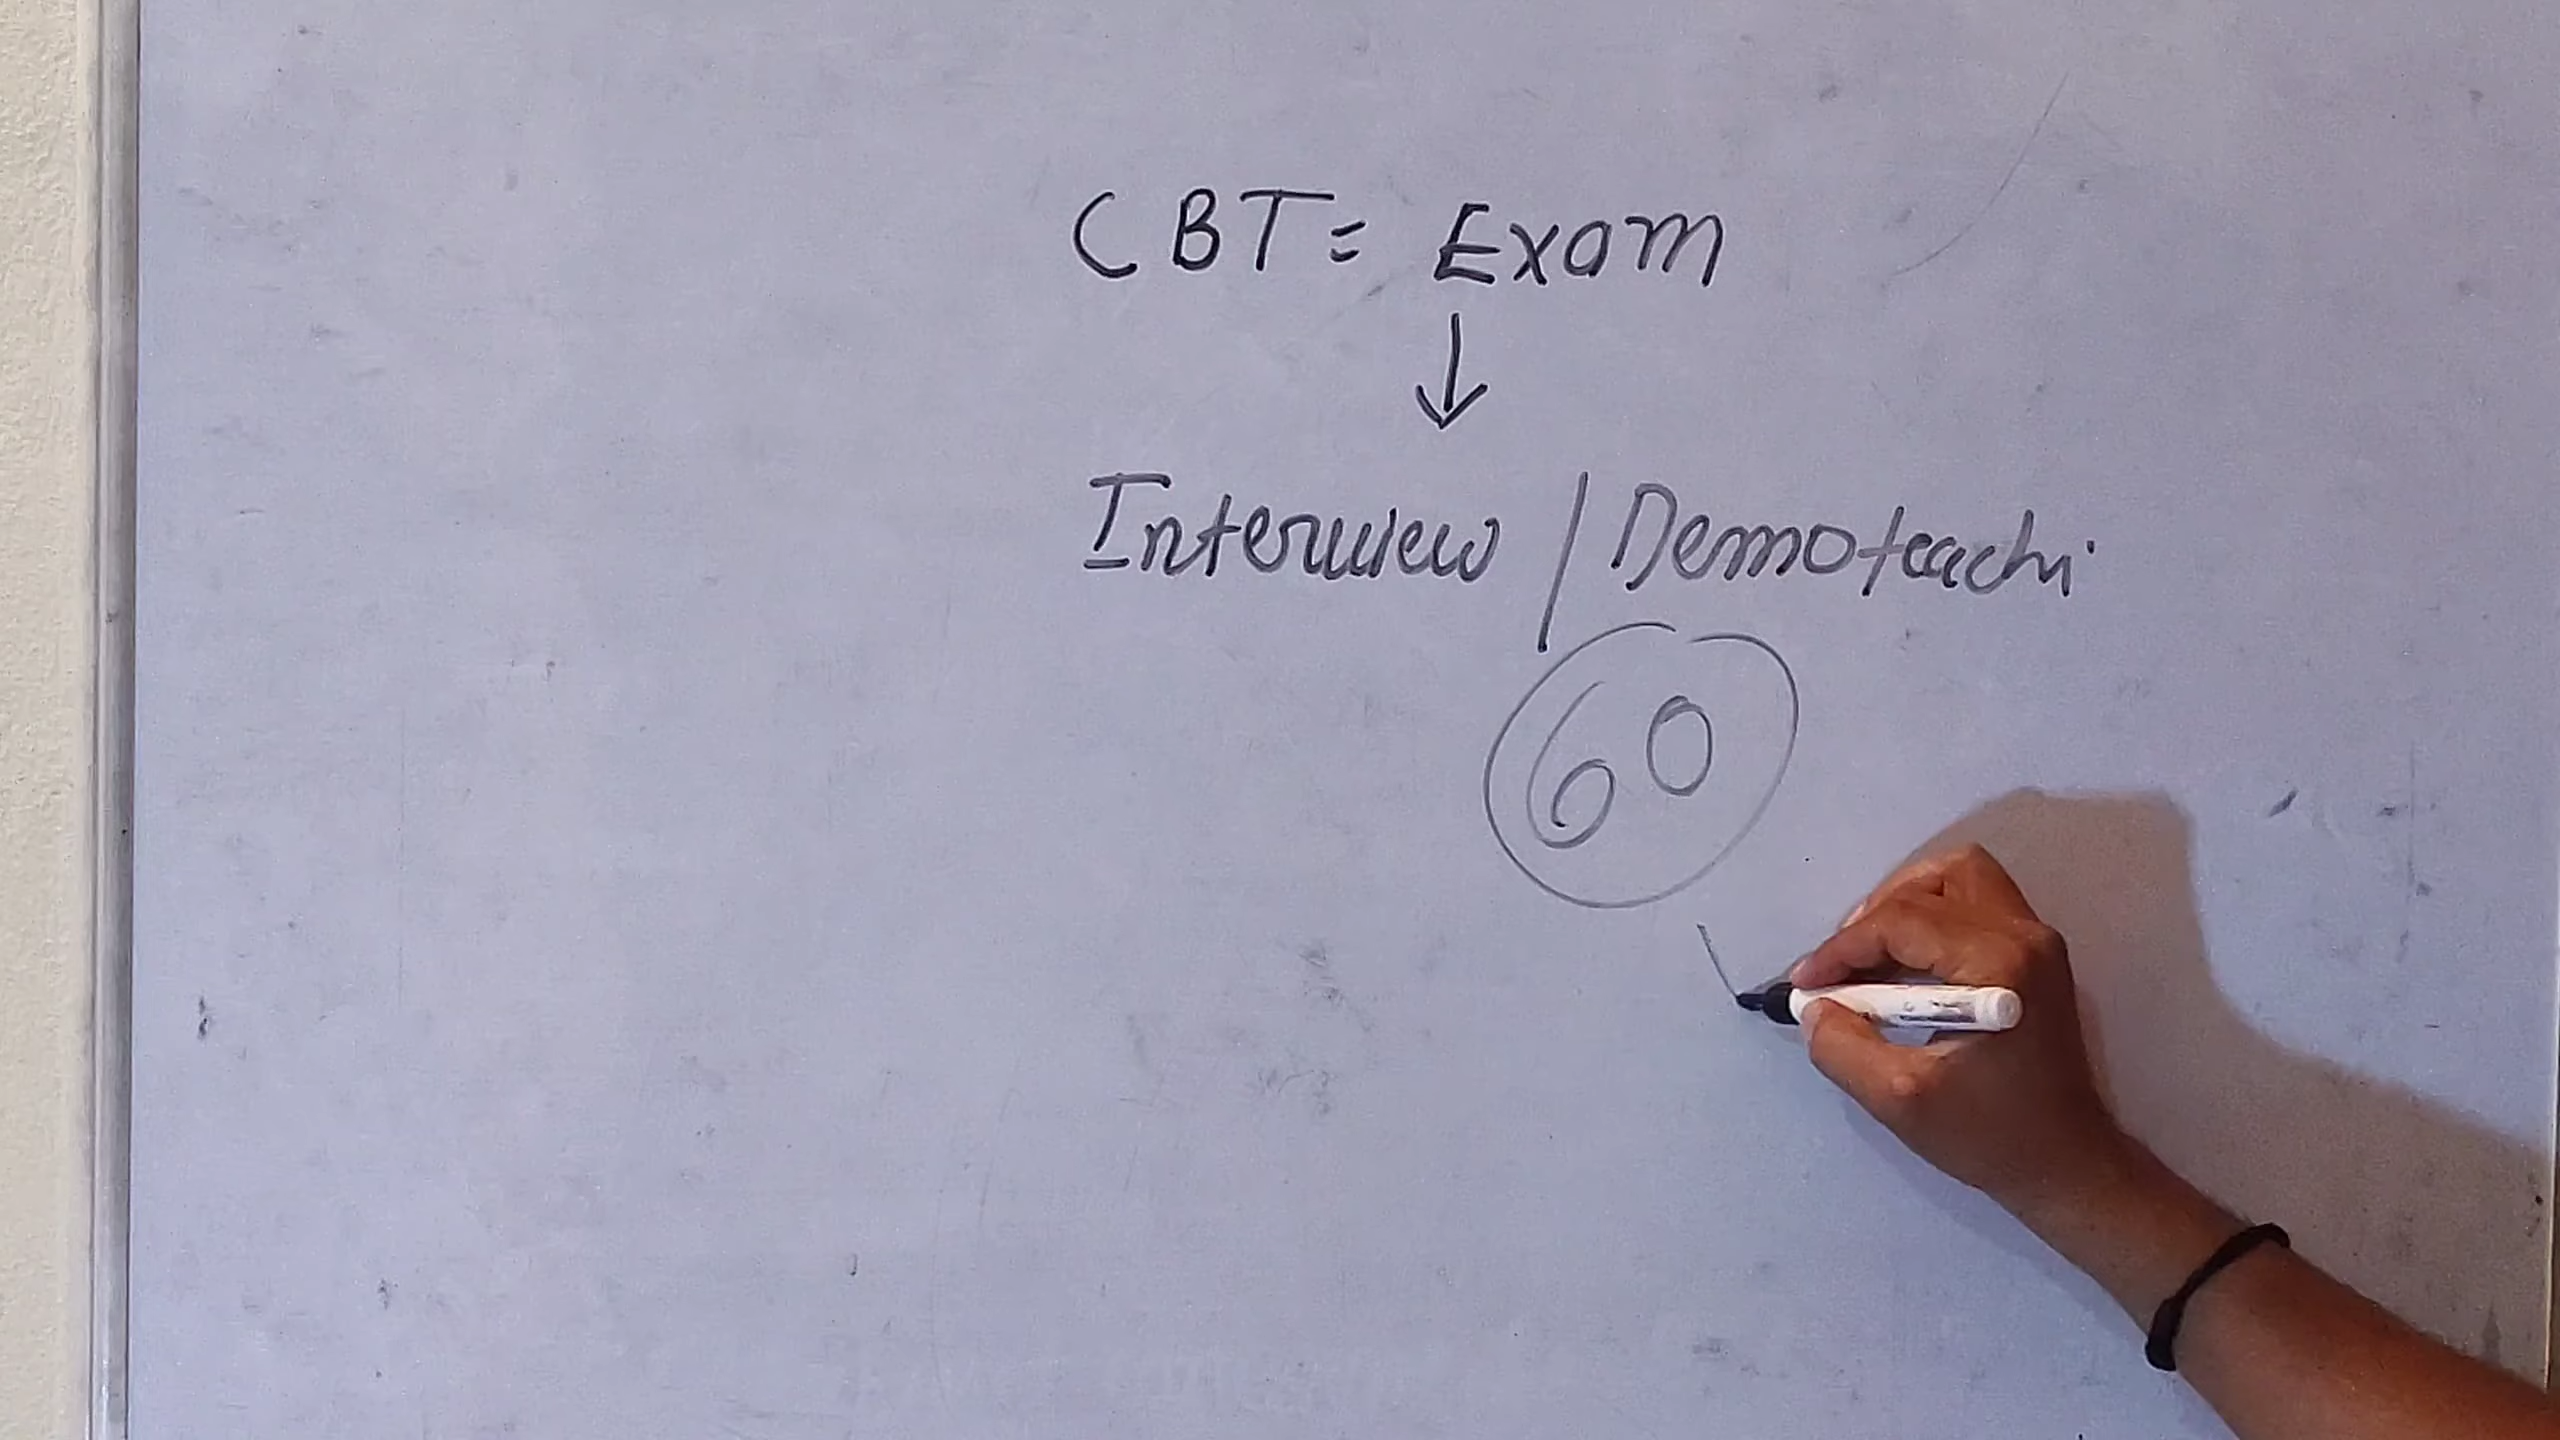 CBT = Exam
Interview / Demoteachi
60